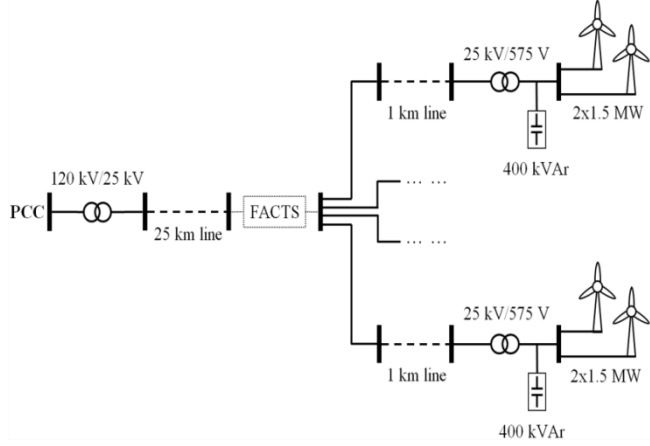 25 kV/575 V
1 km line
2x1.5 MW
400 kVAr
120 kV/25 kV
... ...
PCC
FACTS
25 km line
... ...
25 kV/575 V
1 km line
2x1.5 MW
400 kVAr